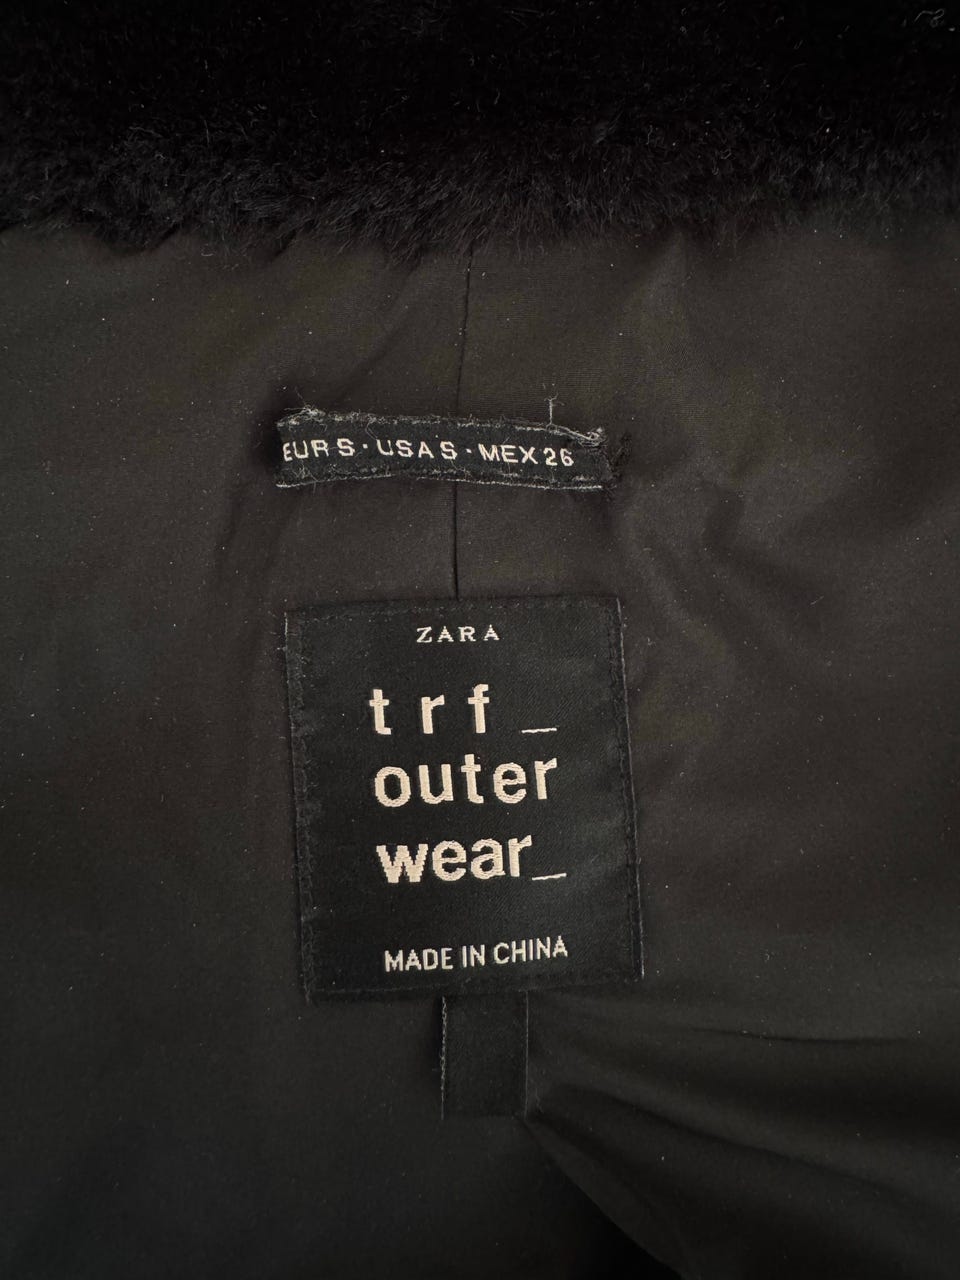 EUR S · USA S · MEX 26
ZARA
trf_
outer
wear_
MADE IN CHINA